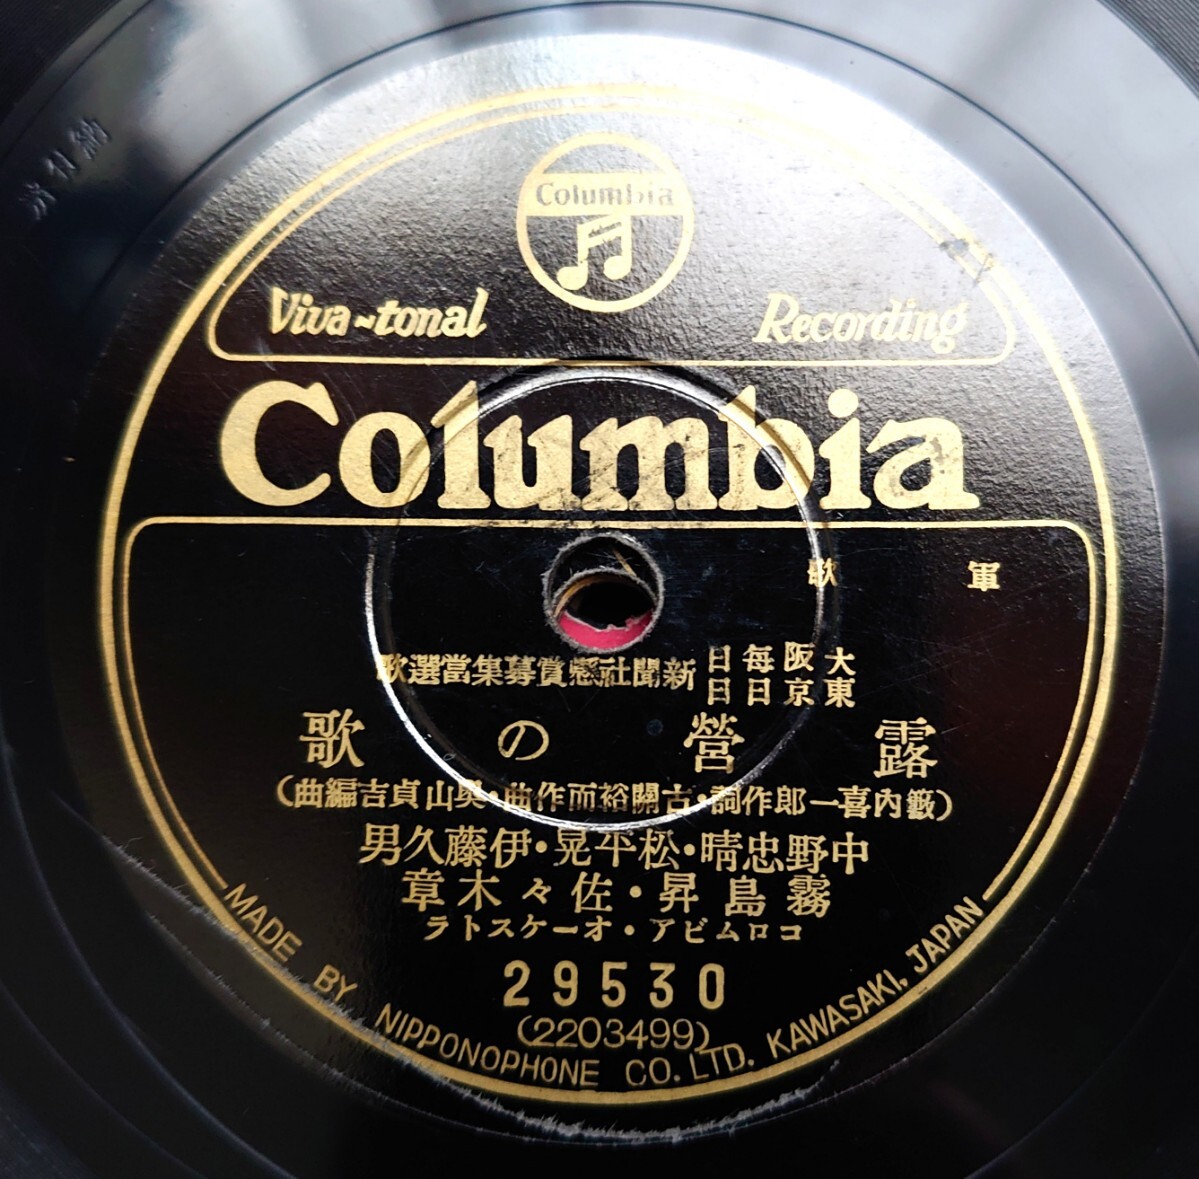 納付済
Columbia
Viva-tonal Recording
Columbia
軍歌
大阪毎日
東京日日
新聞社懸賞募集當選歌
露營の歌
(籔内喜一郎作詞・古關裕而作曲・奥山貞吉編曲)
中野忠晴・松平晃・伊藤久男
霧島昇・佐々木章
コロムビア・オーケストラ
29530
(2203499)
MADE BY NIPPONOPHONE CO. LTD. KAWASAKI, JAPAN